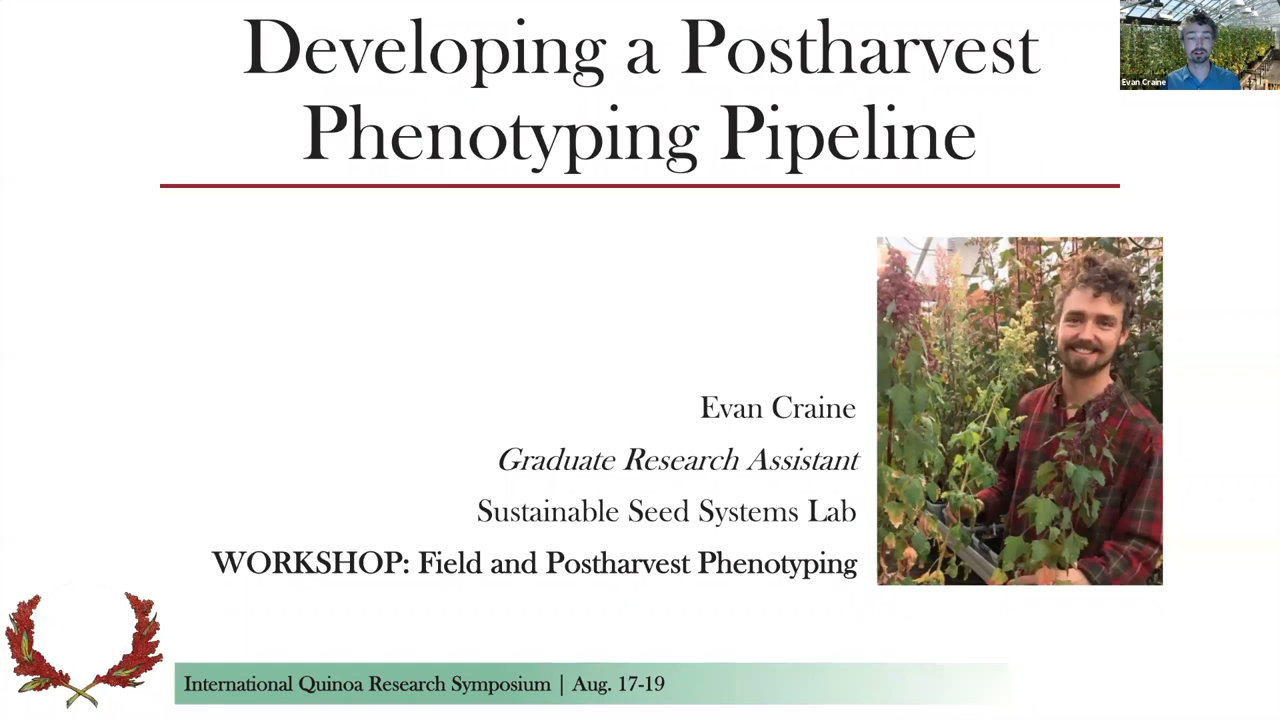 Developing a Postharvest
Phenotyping Pipeline
Evan Craine
Evan Craine
Graduate Research Assistant
Sustainable Seed Systems Lab
WORKSHOP: Field and Postharvest Phenotyping
International Quinoa Research Symposium | Aug. 17-19